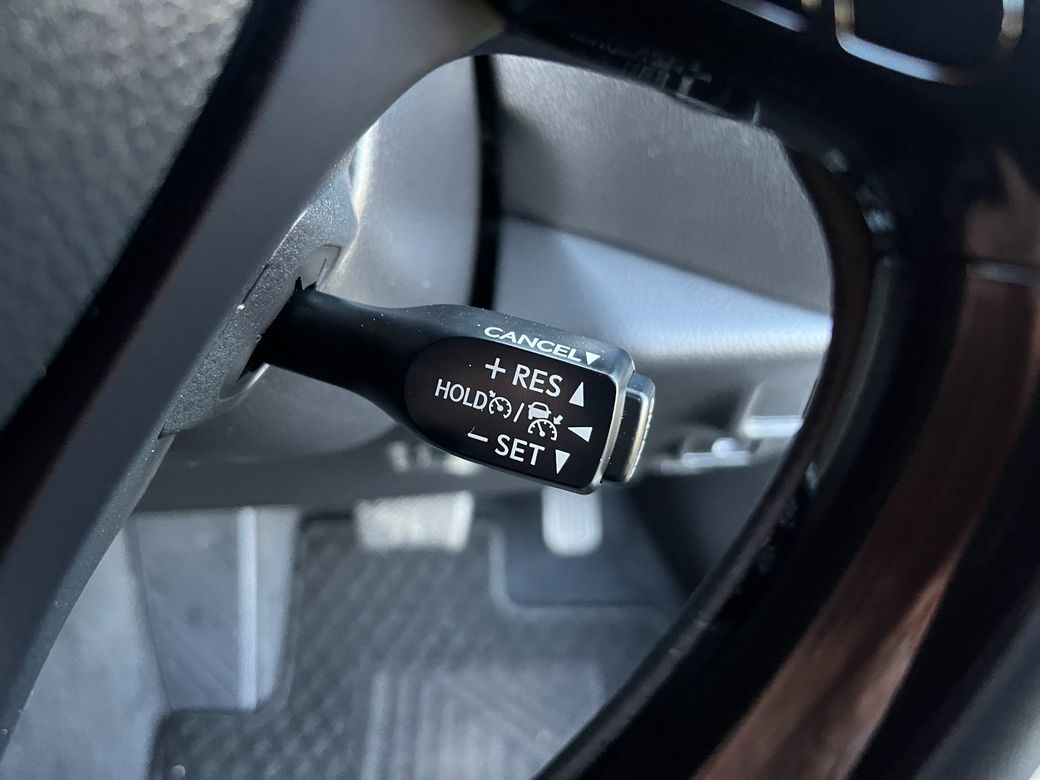 CANCEL▼
+ RES ▲
HOLD / ◀
− SET ▼